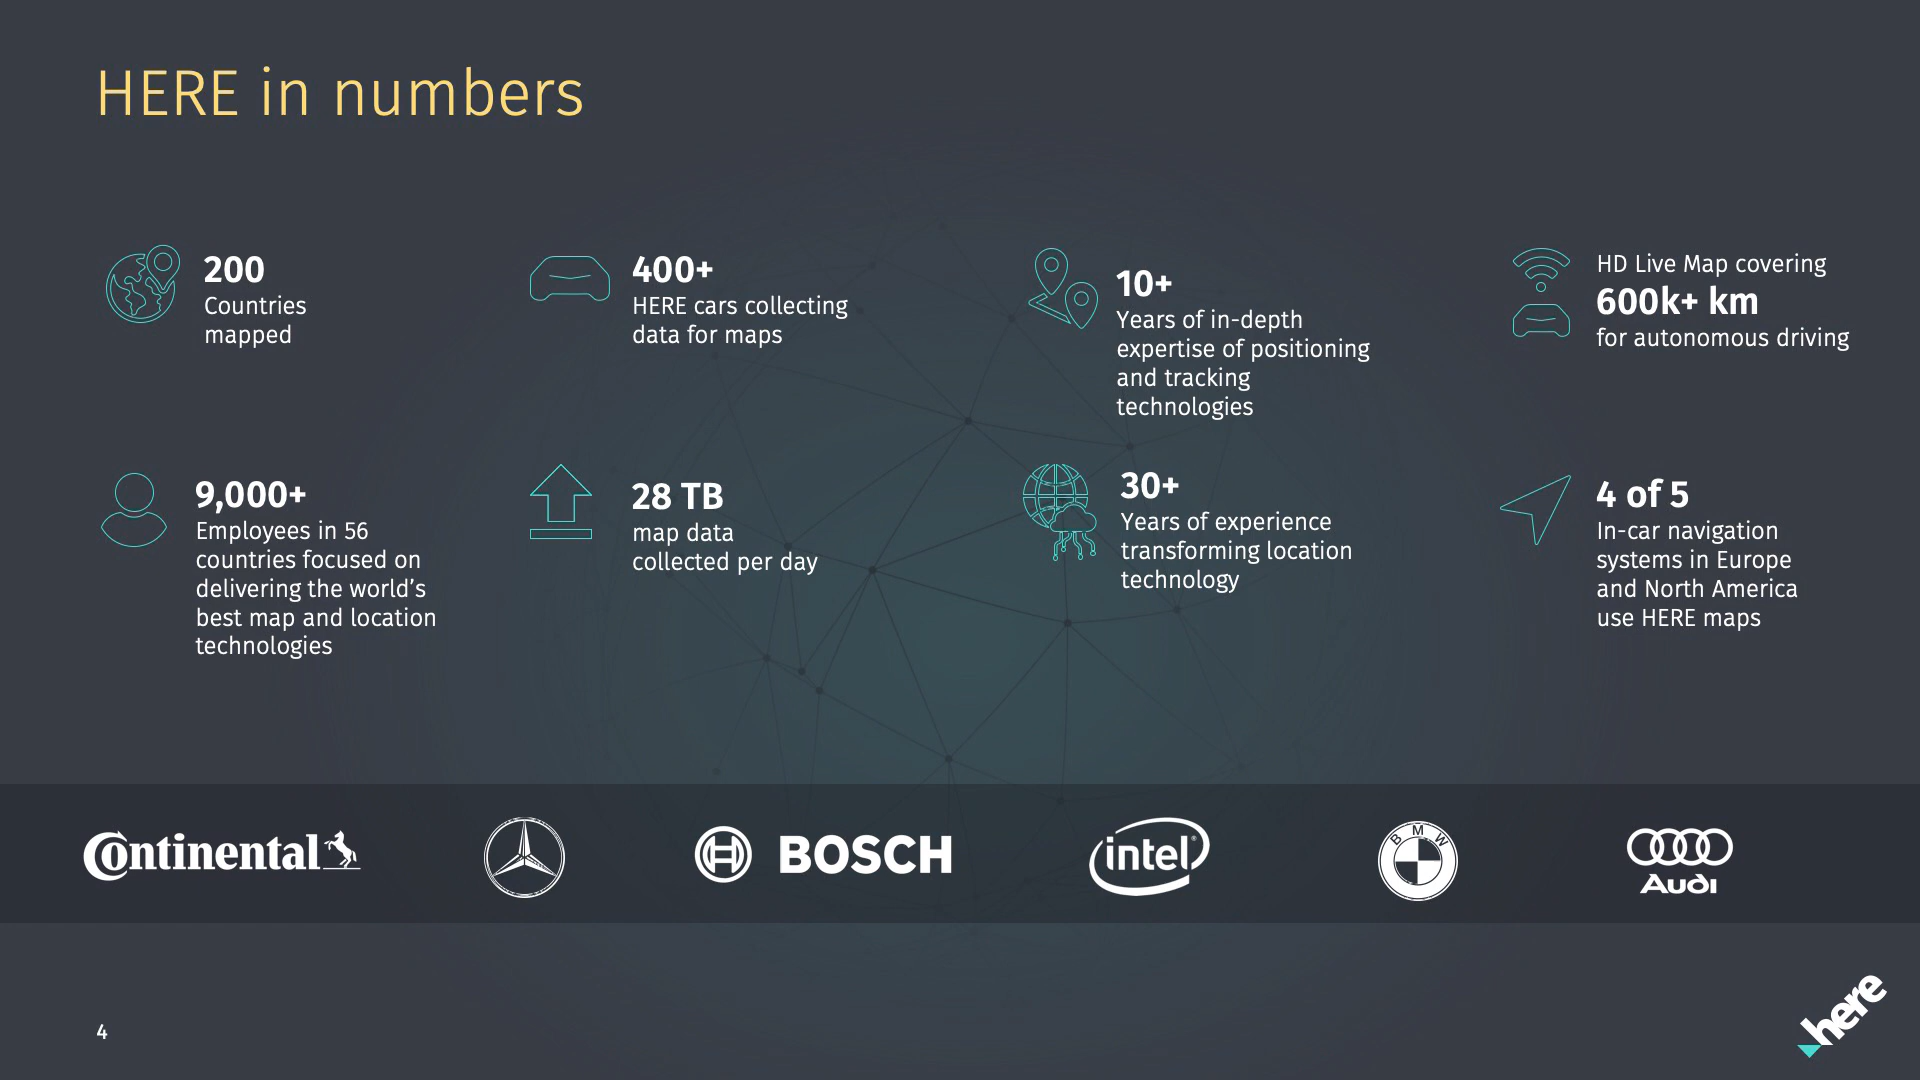 HERE in numbers
200
Countries
mapped
400+
HERE cars collecting
data for maps
10+
Years of in-depth
expertise of positioning
and tracking
technologies
HD Live Map covering
600k+ km
for autonomous driving
9,000+
Employees in 56
countries focused on
delivering the world’s
best map and location
technologies
28 TB
map data
collected per day
30+
Years of experience
transforming location
technology
4 of 5
In-car navigation
systems in Europe
and North America
use HERE maps
Continental
BOSCH
intel®
BMW
Audi
4
here